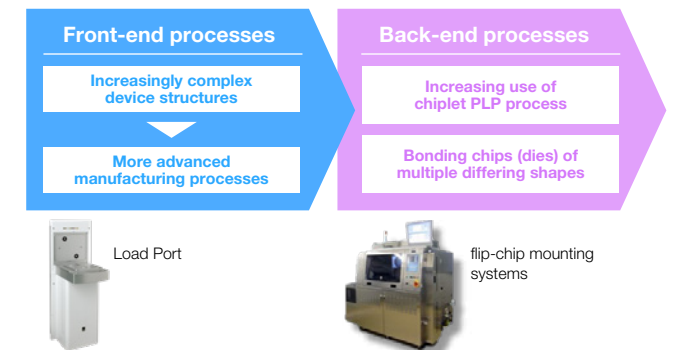 Front-end processes
Increasingly complex
device structures
More advanced
manufacturing processes
Back-end processes
Increasing use of
chiplet PLP process
Bonding chips (dies) of
multiple differing shapes
Load Port
flip-chip mounting
systems